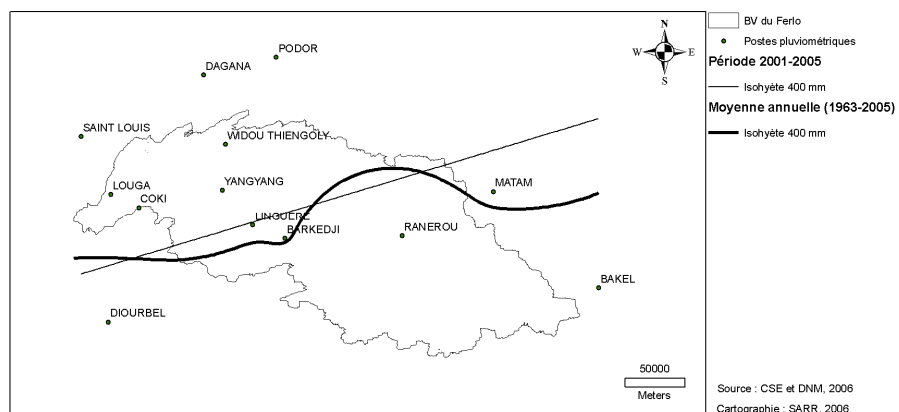 PODOR
DAGANA
SAINT LOUIS
WIDOU THIENGOLY
LOUGA
COKI
YANGYANG
LINGUERE
BARKEDJI
RANEROU
MATAM
BAKEL
DIOURBEL
N
W E
S
50000
Meters
BV du Ferlo
Postes pluviométriques
Période 2001-2005
Isohyète 400 mm
Moyenne annuelle (1963-2005)
Isohyète 400 mm
Source : CSE et DNM, 2006
Cartographie : SARR, 2006